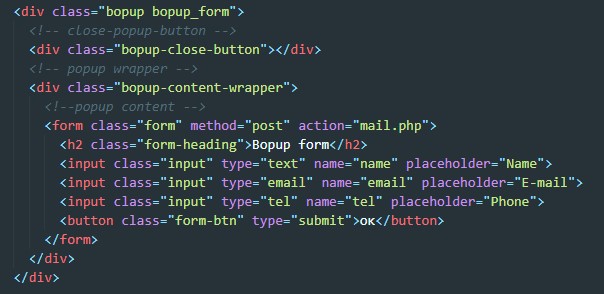 <div class="bopup bopup_form">
<!-- close-popup-button -->
<div class="bopup-close-button"></div>
<!-- popup wrapper -->
<div class="bopup-content-wrapper">
<!--popup content -->
<form class="form" method="post" action="mail.php">
<h2 class="form-heading">Bopup form</h2>
<input class="input" type="text" name="name" placeholder="Name">
<input class="input" type="email" name="email" placeholder="E-mail">
<input class="input" type="tel" name="tel" placeholder="Phone">
<button class="form-btn" type="submit">ок</button>
</form>
</div>
</div>